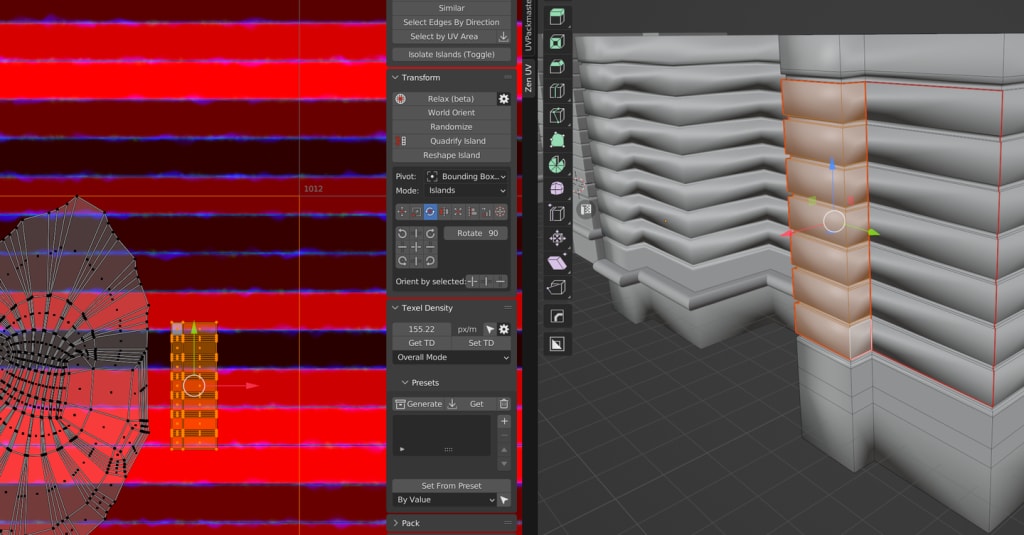 Similar
Select Edges By Direction
Select by UV Area
Isolate Islands (Toggle)
UVPackmaste
Zen UV
Transform
Relax (beta)
World Orient
Randomize
Quadrify Island
Reshape Island
Pivot: Bounding Box...
Mode: Islands
Rotate 90
Orient by selected:
Texel Density
155.22 px/m
Get TD Set TD
Overall Mode
Presets
Generate Get
Set From Preset
By Value
Pack
1012